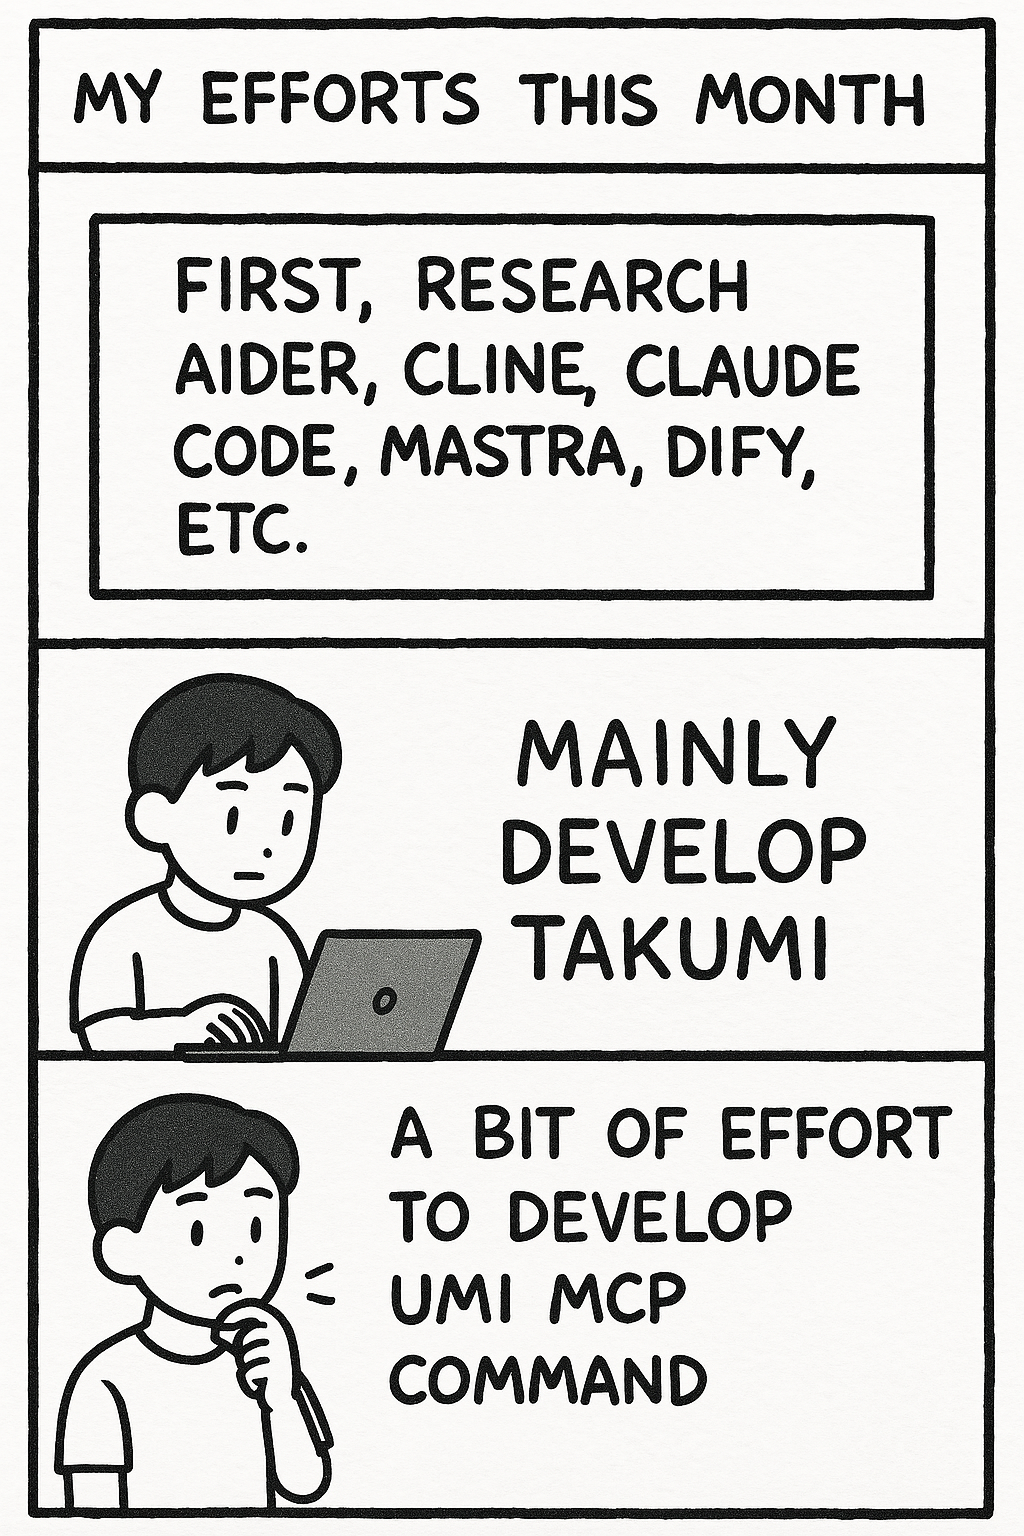 MY EFFORTS THIS MONTH
FIRST, RESEARCH
AIDER, CLINE, CLAUDE
CODE, MASTRA, DIFY,
ETC.
MAINLY
DEVELOP
TAKUMI
A BIT OF EFFORT
TO DEVELOP
UMI MCP
COMMAND